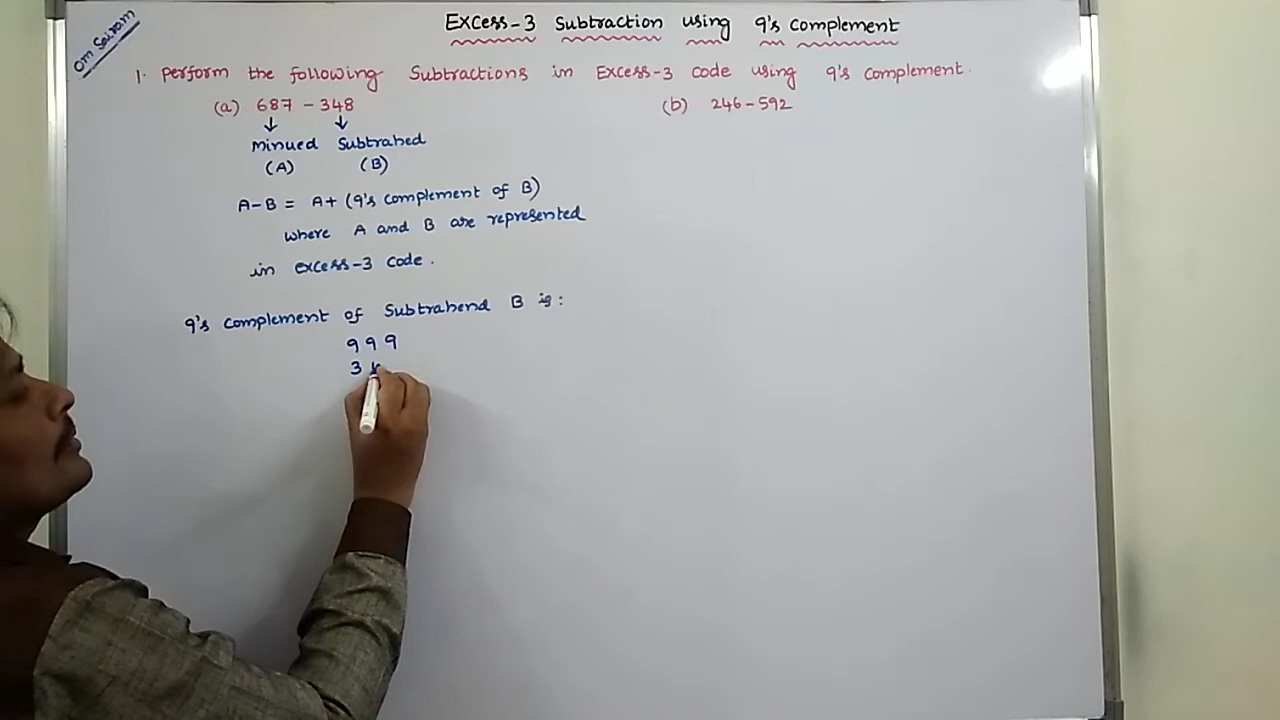 Om Sairam
Excess-3 Subtraction using 9's Complement
1. Perform the following Subtractions in Excess-3 code using 9's complement.
(a) 687 - 348
(b) 246 - 592
↓ ↓
Minued Subtrahed
(A) (B)
A-B = A+ (9's complement of B)
where A and B are represented
in excess-3 code.
9's complement of Subtrahend B is:
9 9 9
3